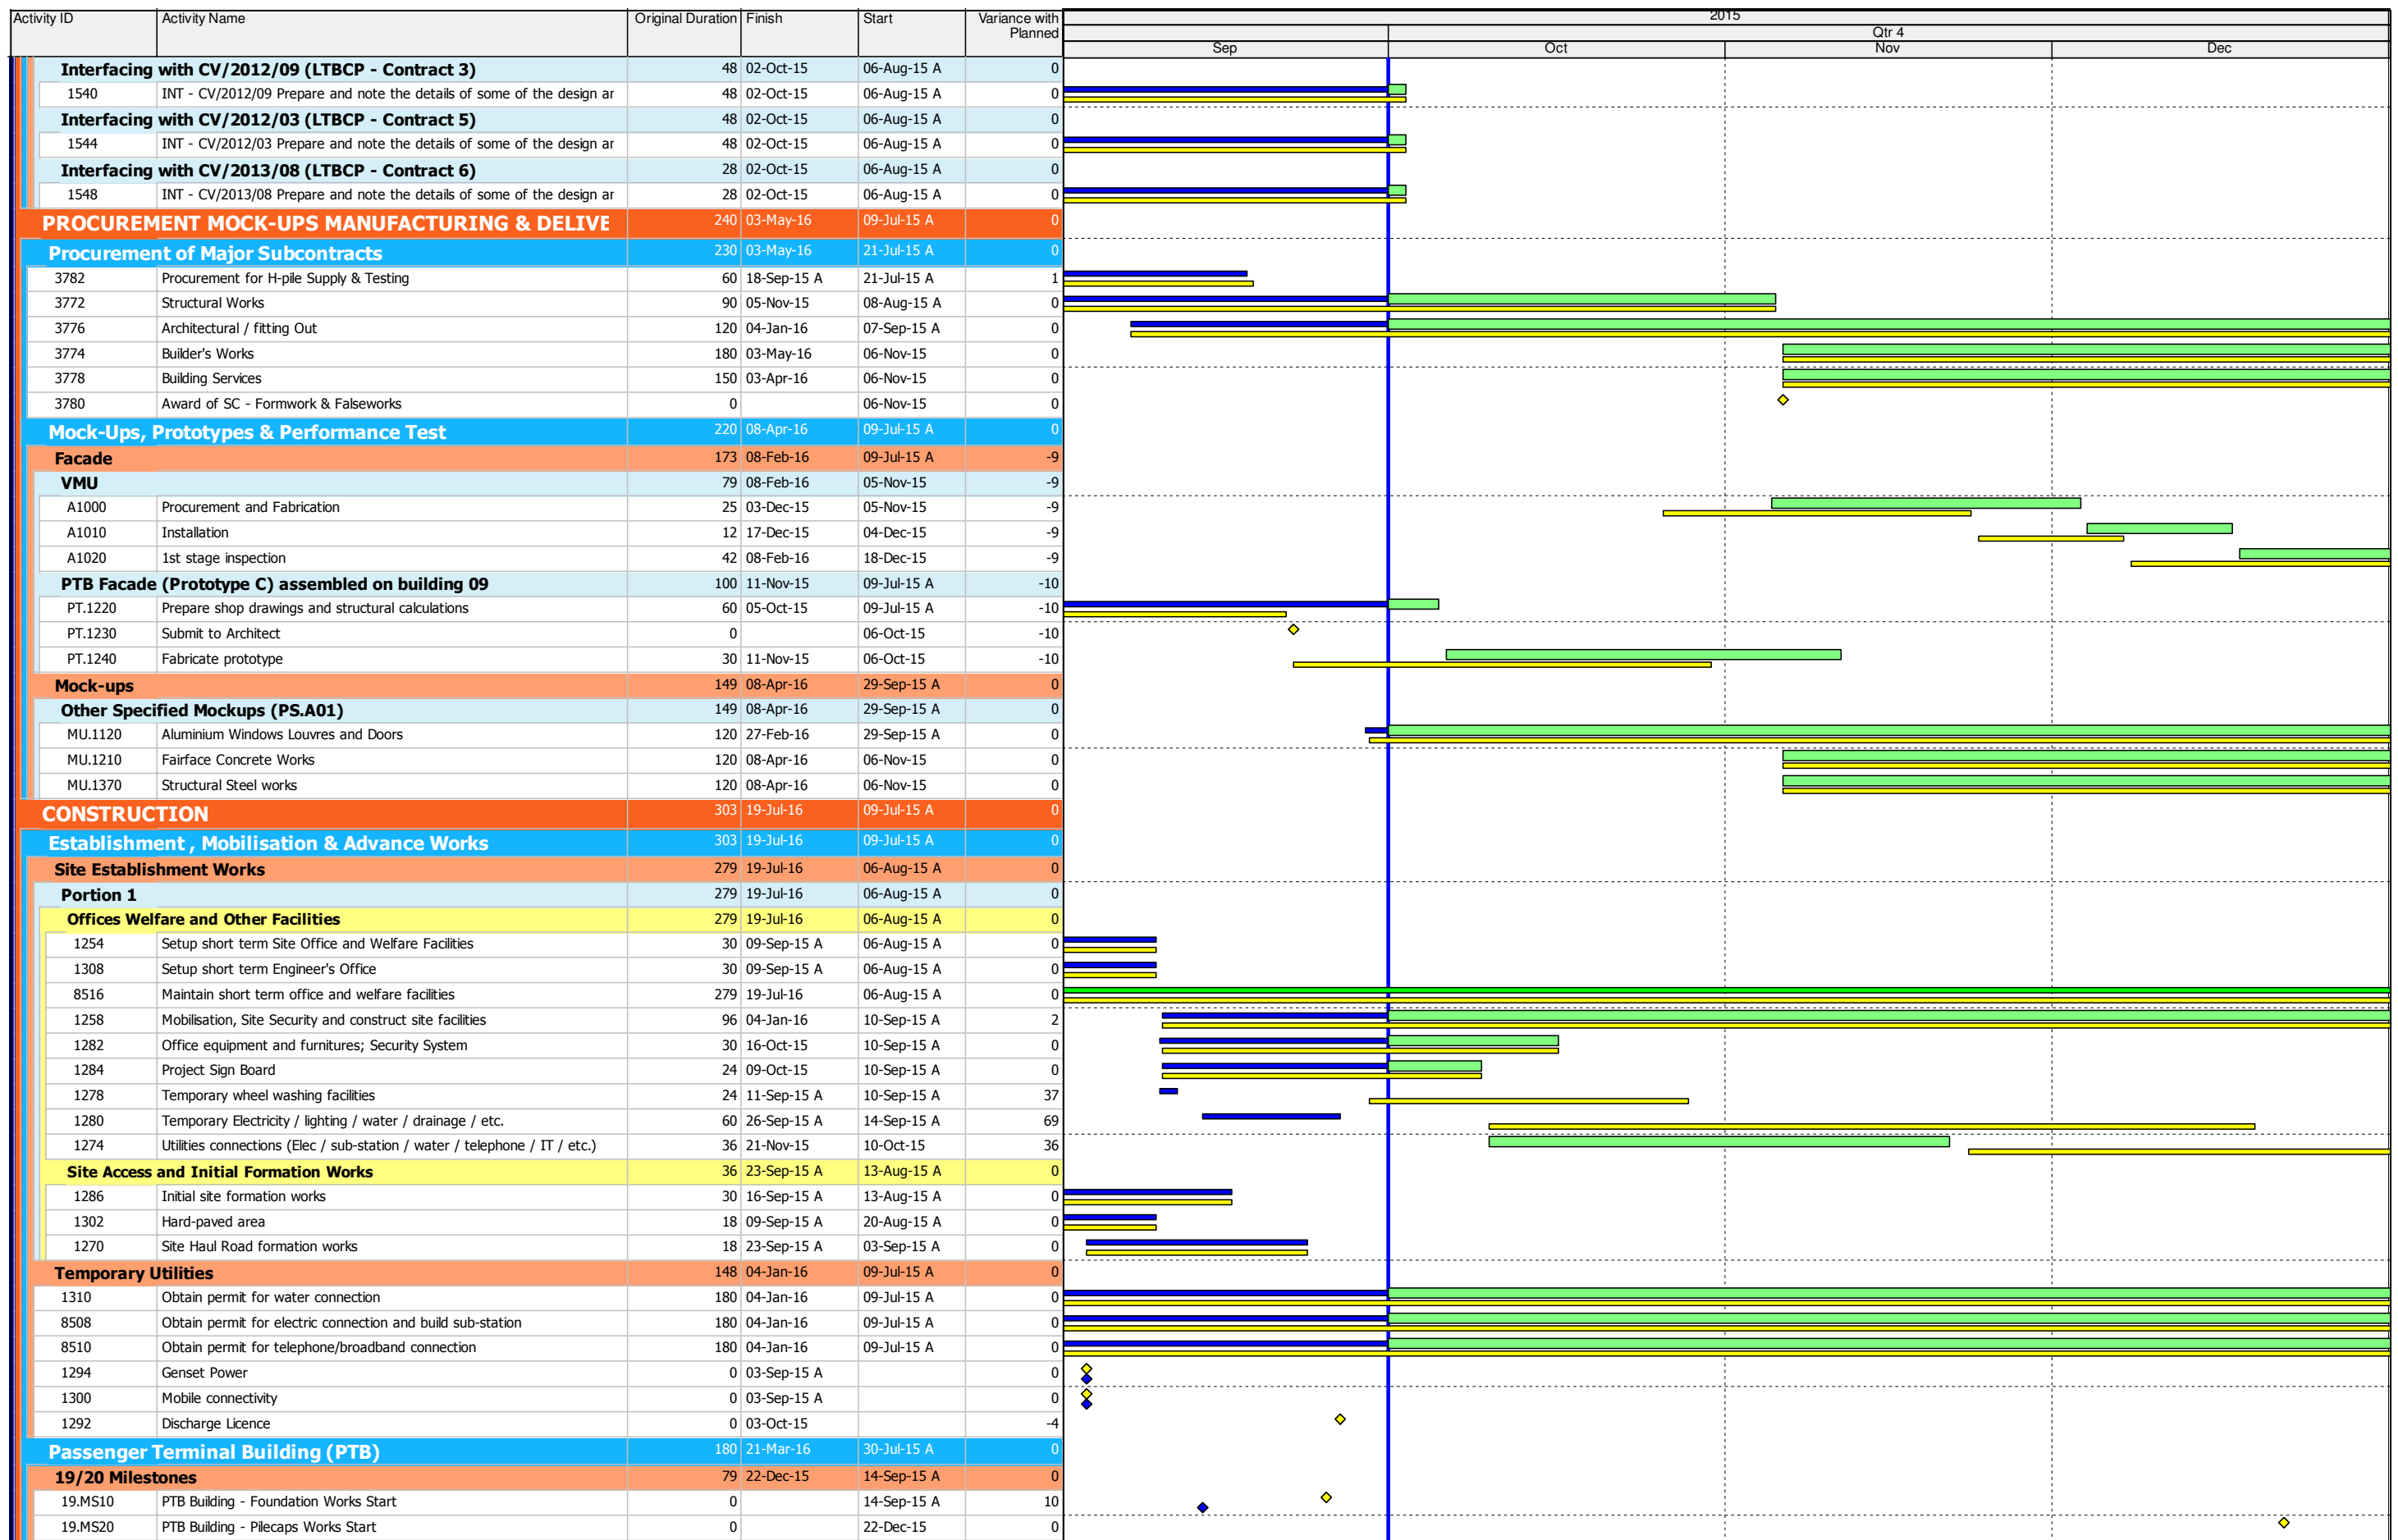 Activity ID Activity Name Original Duration Finish Start Variance with Planned 2015
Qtr 4
Sep Oct Nov Dec
Interfacing with CV/2012/09 (LTBCP - Contract 3) 48 02-Oct-15 06-Aug-15 A 0
1540 INT - CV/2012/09 Prepare and note the details of some of the design ar 48 02-Oct-15 06-Aug-15 A 0
Interfacing with CV/2012/03 (LTBCP - Contract 5) 48 02-Oct-15 06-Aug-15 A 0
1544 INT - CV/2012/03 Prepare and note the details of some of the design ar 48 02-Oct-15 06-Aug-15 A 0
Interfacing with CV/2013/08 (LTBCP - Contract 6) 28 02-Oct-15 06-Aug-15 A 0
1548 INT - CV/2013/08 Prepare and note the details of some of the design ar 28 02-Oct-15 06-Aug-15 A 0
PROCUREMENT MOCK-UPS MANUFACTURING & DELIVE 240 03-May-16 09-Jul-15 A 0
Procurement of Major Subcontracts 230 03-May-16 21-Jul-15 A 0
3782 Procurement for H-pile Supply & Testing 60 18-Sep-15 A 21-Jul-15 A 1
3772 Structural Works 90 05-Nov-15 08-Aug-15 A 0
3776 Architectural / fitting Out 120 04-Jan-16 07-Sep-15 A 0
3774 Builder's Works 180 03-May-16 06-Nov-15 0
3778 Building Services 150 03-Apr-16 06-Nov-15 0
3780 Award of SC - Formwork & Falseworks 0 06-Nov-15 0
Mock-Ups, Prototypes & Performance Test 220 08-Apr-16 09-Jul-15 A 0
Facade 173 08-Feb-16 09-Jul-15 A -9
VMU 79 08-Feb-16 05-Nov-15 -9
A1000 Procurement and Fabrication 25 03-Dec-15 05-Nov-15 -9
A1010 Installation 12 17-Dec-15 04-Dec-15 -9
A1020 1st stage inspection 42 08-Feb-16 18-Dec-15 -9
PTB Facade (Prototype C) assembled on building 09 100 11-Nov-15 09-Jul-15 A -10
PT.1220 Prepare shop drawings and structural calculations 60 05-Oct-15 09-Jul-15 A -10
PT.1230 Submit to Architect 0 06-Oct-15 -10
PT.1240 Fabricate prototype 30 11-Nov-15 06-Oct-15 -10
Mock-ups 149 08-Apr-16 29-Sep-15 A 0
Other Specified Mockups (PS.A01) 149 08-Apr-16 29-Sep-15 A 0
MU.1120 Aluminium Windows Louvres and Doors 120 27-Feb-16 29-Sep-15 A 0
MU.1210 Fairface Concrete Works 120 08-Apr-16 06-Nov-15 0
MU.1370 Structural Steel works 120 08-Apr-16 06-Nov-15 0
CONSTRUCTION 303 19-Jul-16 09-Jul-15 A 0
Establishment , Mobilisation & Advance Works 303 19-Jul-16 09-Jul-15 A 0
Site Establishment Works 279 19-Jul-16 06-Aug-15 A 0
Portion 1 279 19-Jul-16 06-Aug-15 A 0
Offices Welfare and Other Facilities 279 19-Jul-16 06-Aug-15 A 0
1254 Setup short term Site Office and Welfare Facilities 30 09-Sep-15 A 06-Aug-15 A 0
1308 Setup short term Engineer's Office 30 09-Sep-15 A 06-Aug-15 A 0
8516 Maintain short term office and welfare facilities 279 19-Jul-16 06-Aug-15 A 0
1258 Mobilisation, Site Security and construct site facilities 96 04-Jan-16 10-Sep-15 A 2
1282 Office equipment and furnitures; Security System 30 16-Oct-15 10-Sep-15 A 0
1284 Project Sign Board 24 09-Oct-15 10-Sep-15 A 0
1278 Temporary wheel washing facilities 24 11-Sep-15 A 10-Sep-15 A 37
1280 Temporary Electricity / lighting / water / drainage / etc. 60 26-Sep-15 A 14-Sep-15 A 69
1274 Utilities connections (Elec / sub-station / water / telephone / IT / etc.) 36 21-Nov-15 10-Oct-15 36
Site Access and Initial Formation Works 36 23-Sep-15 A 13-Aug-15 A 0
1286 Initial site formation works 30 16-Sep-15 A 13-Aug-15 A 0
1302 Hard-paved area 18 09-Sep-15 A 20-Aug-15 A 0
1270 Site Haul Road formation works 18 23-Sep-15 A 03-Sep-15 A 0
Temporary Utilities 148 04-Jan-16 09-Jul-15 A 0
1310 Obtain permit for water connection 180 04-Jan-16 09-Jul-15 A 0
8508 Obtain permit for electric connection and build sub-station 180 04-Jan-16 09-Jul-15 A 0
8510 Obtain permit for telephone/broadband connection 180 04-Jan-16 09-Jul-15 A 0
1294 Genset Power 0 03-Sep-15 A 0
1300 Mobile connectivity 0 03-Sep-15 A 0
1292 Discharge Licence 0 03-Oct-15 -4
Passenger Terminal Building (PTB) 180 21-Mar-16 30-Jul-15 A 0
19/20 Milestones 79 22-Dec-15 14-Sep-15 A 0
19.MS10 PTB Building - Foundation Works Start 0 14-Sep-15 A 10
19.MS20 PTB Building - Pilecaps Works Start 0 22-Dec-15 0